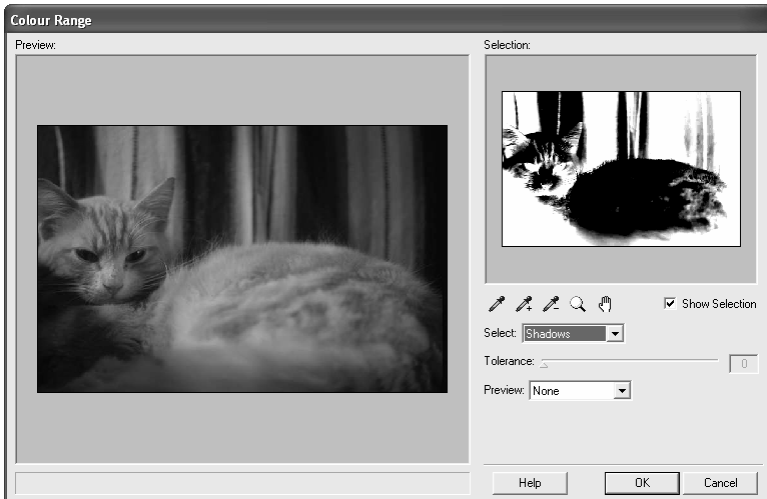 Colour Range
Preview:
Selection:
Show Selection
Select: Shadows
Tolerance: 0
Preview: None
Help OK Cancel